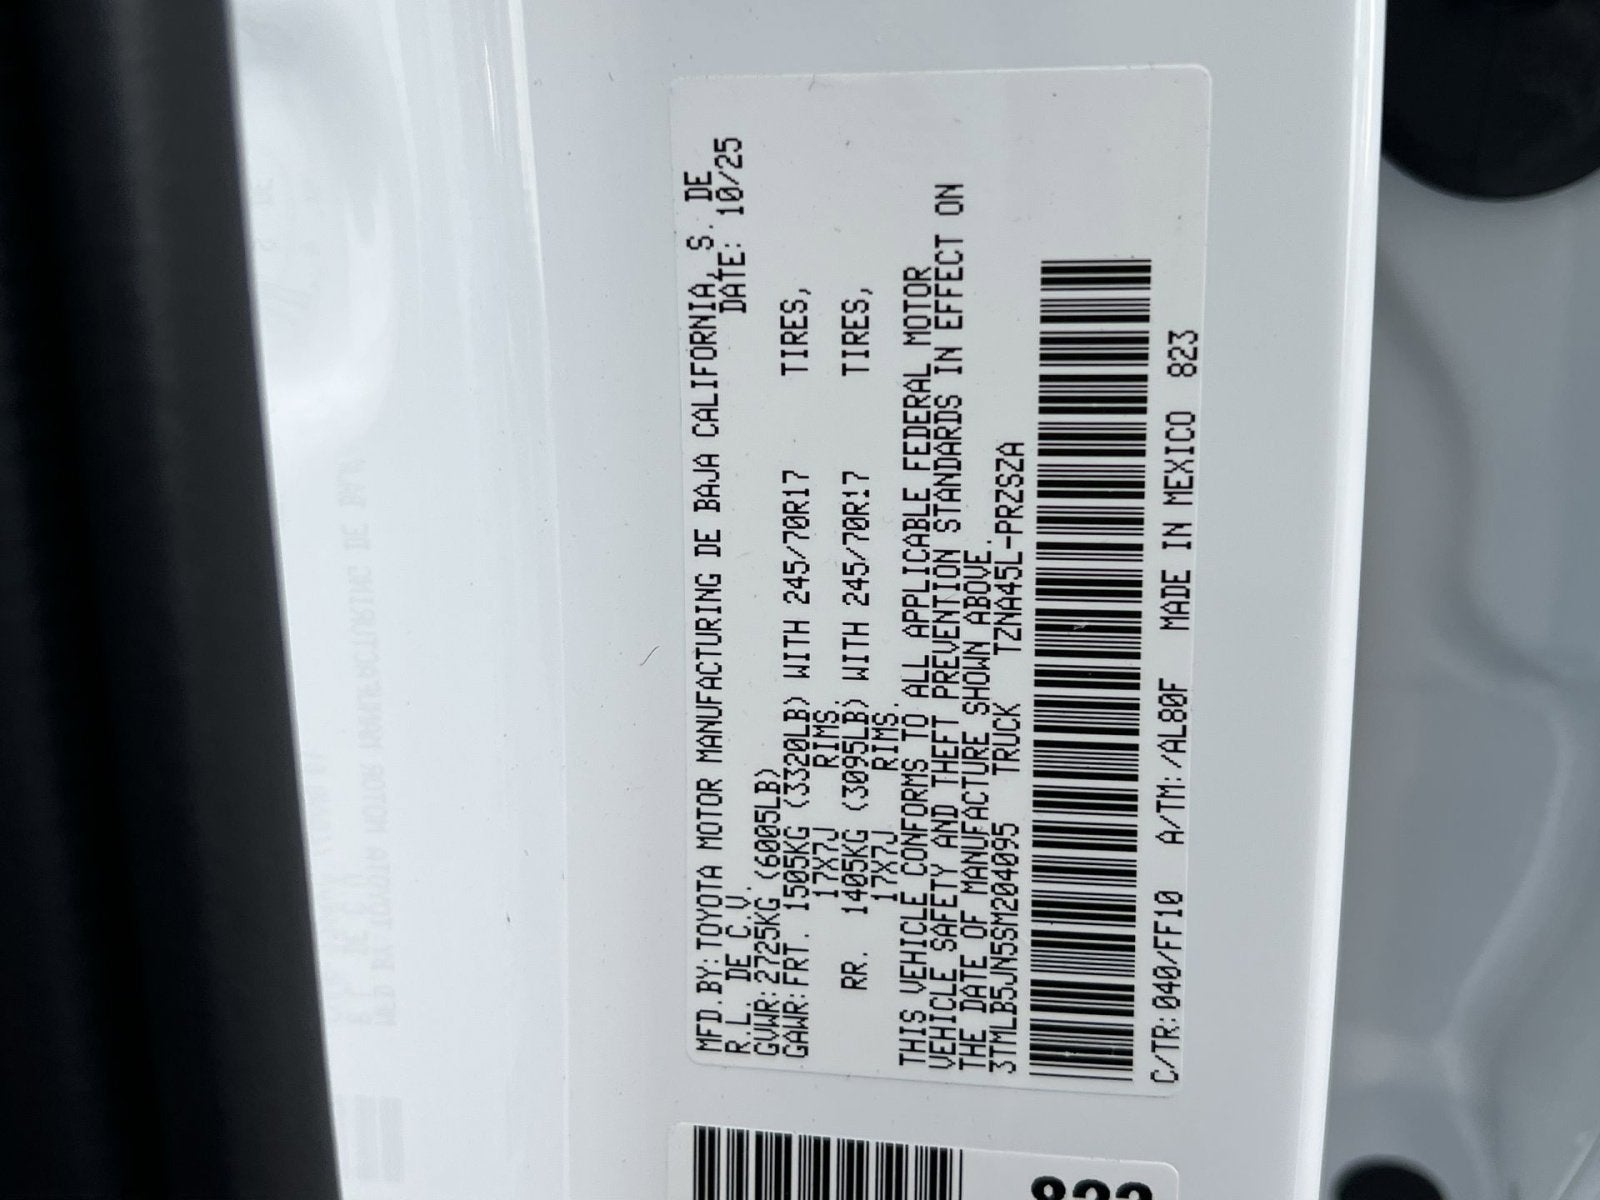 MFD.BY:TOYOTA MOTOR MANUFACTURING DE BAJA CALIFORNIA, S. DE
R.L. DE C.V. DATE: 10/25
GVWR:2725KG (6005LB)
GAWR:FRT. 1505KG (3320LB) WITH 245/70R17 TIRES,
17X7J RIMS,
RR. 1405KG (3095LB) WITH 245/70R17 TIRES,
17X7J RIMS.
THIS VEHICLE CONFORMS TO ALL APPLICABLE FEDERAL MOTOR
VEHICLE SAFETY AND THEFT PREVENTION STANDARDS IN EFFECT ON
THE DATE OF MANUFACTURE SHOWN ABOVE.
3TMLB5JN5SM204095 TRUCK TZNA45L-PRZSZA
C/TR:040/FF10 A/TM:/AL80F MADE IN MEXICO 823